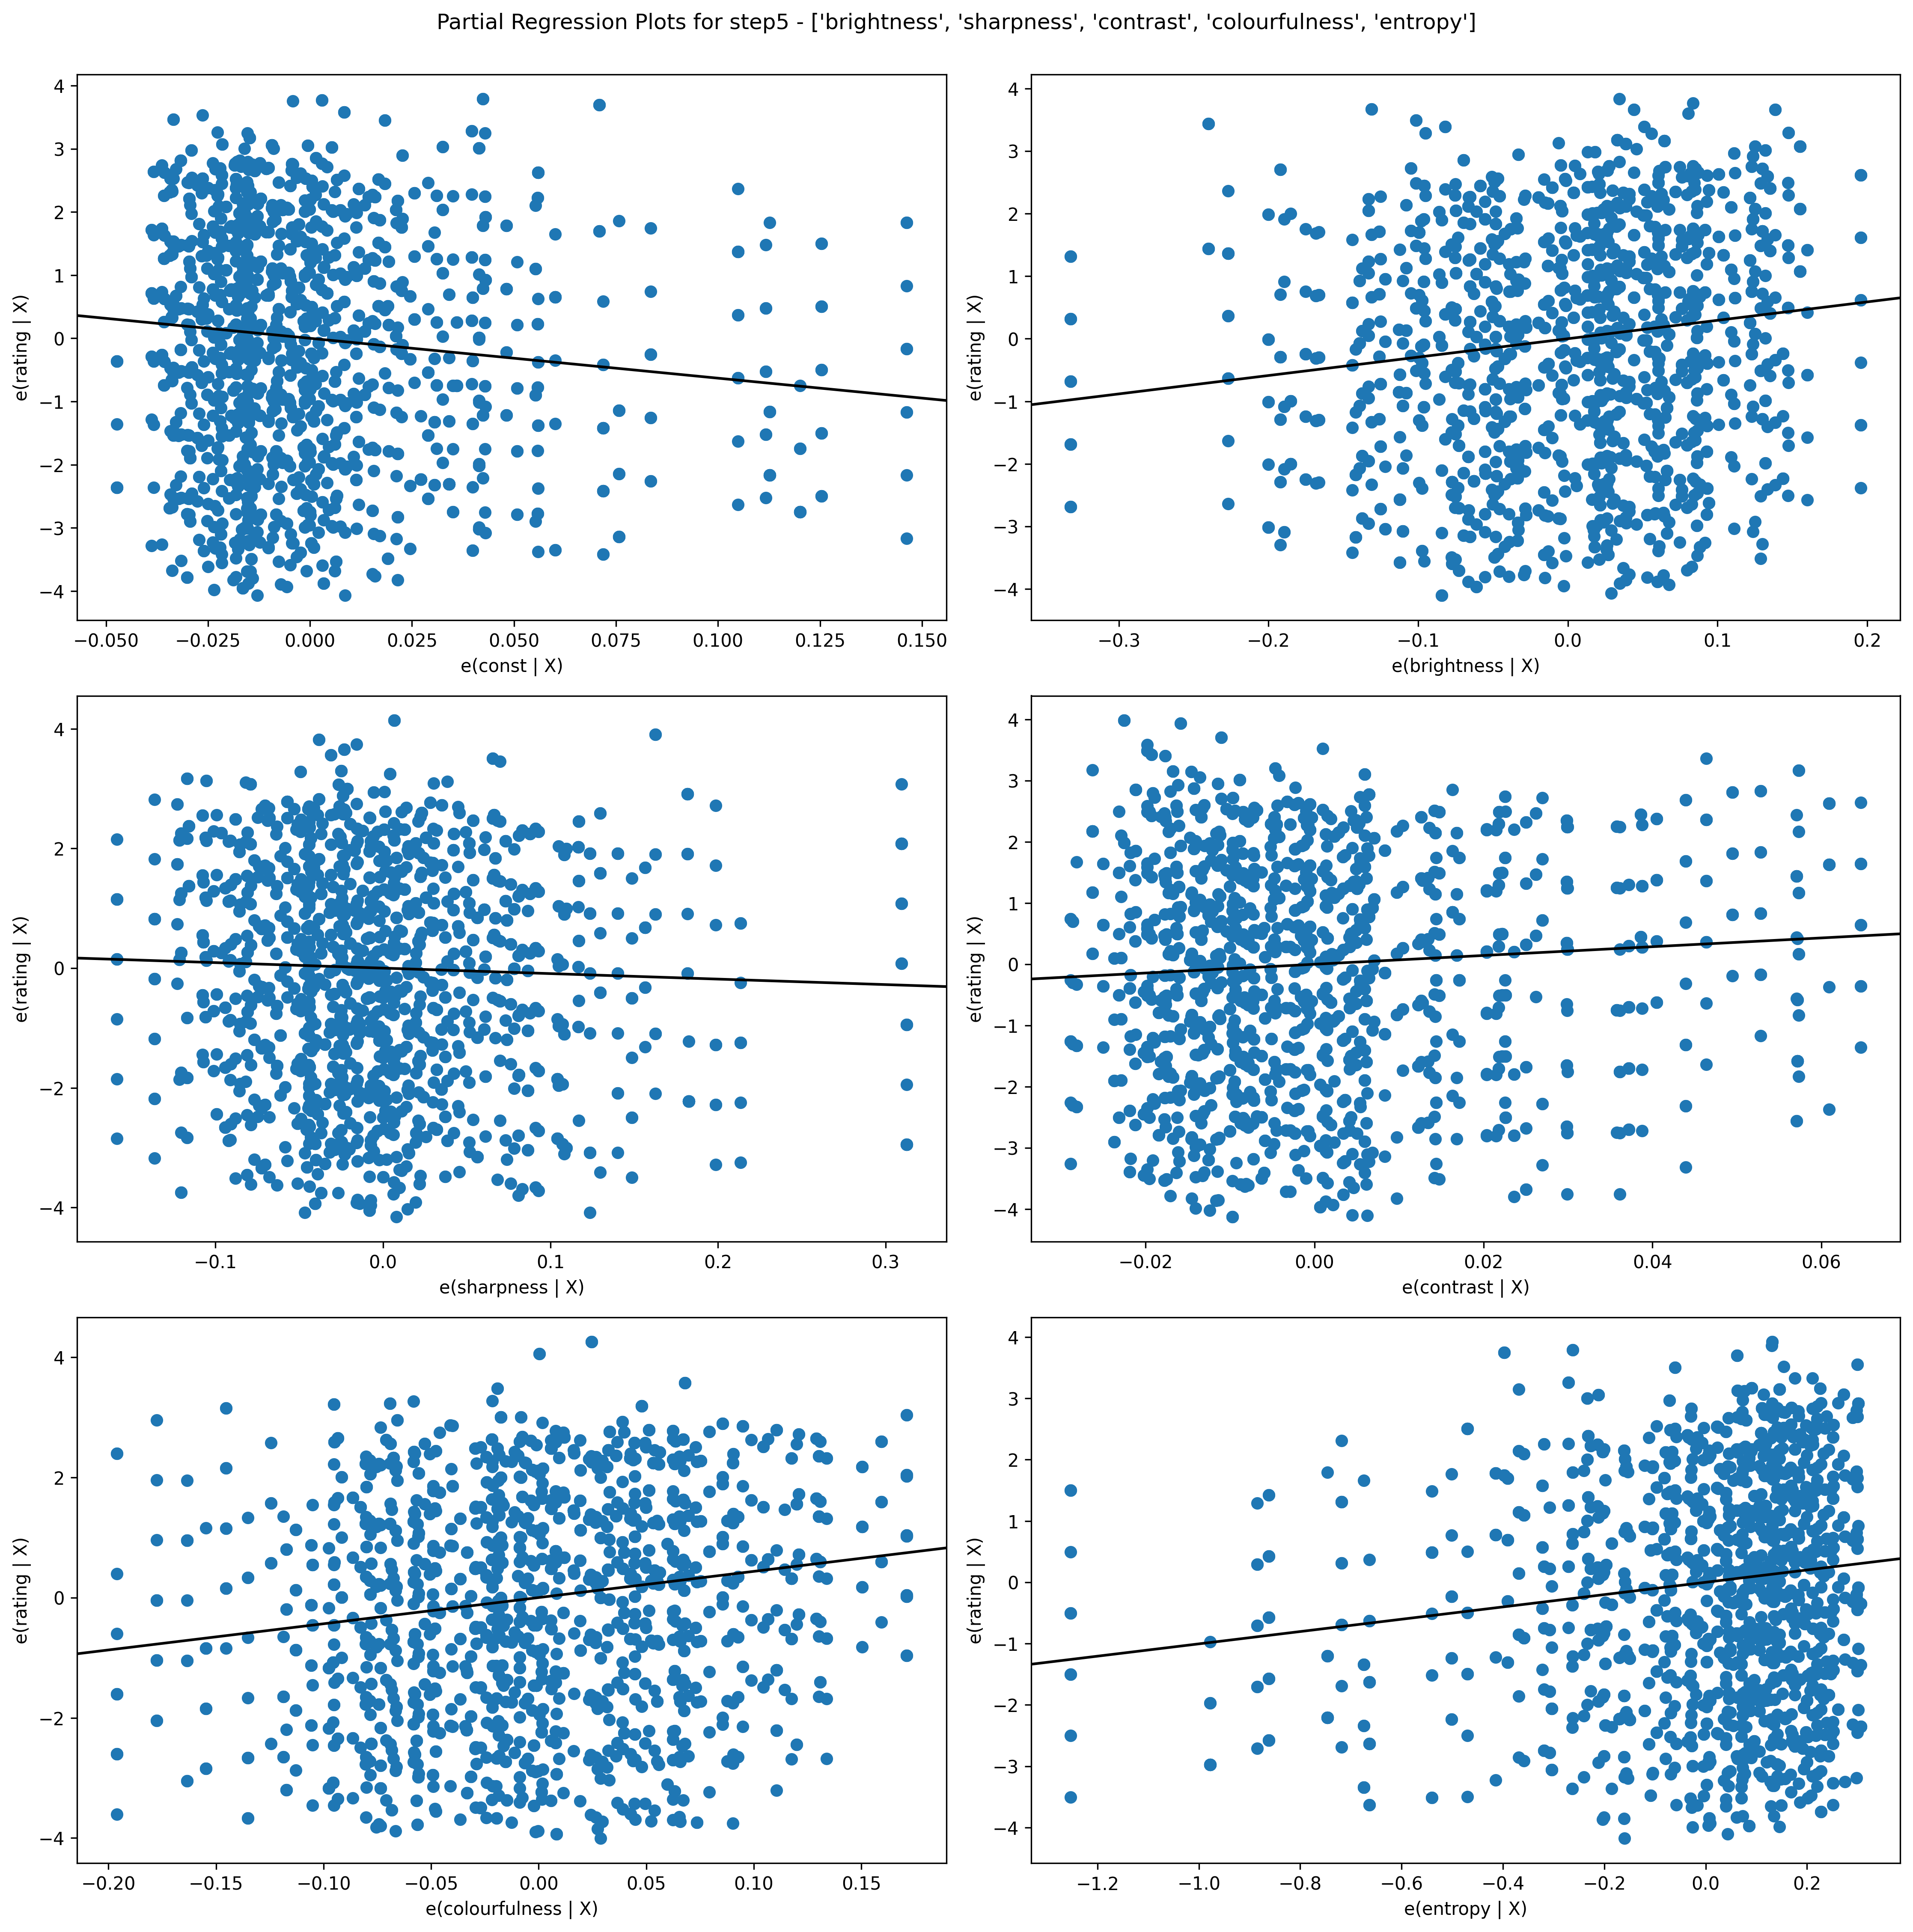 Partial Regression Plots for step5 - ['brightness', 'sharpness', 'contrast', 'colourfulness', 'entropy']
4
3
2
1
0
−1
−2
−3
−4
e(rating | X)
−0.050 −0.025 0.000 0.025 0.050 0.075 0.100 0.125 0.150
e(const | X)
4
3
2
1
0
−1
−2
−3
−4
e(rating | X)
−0.3 −0.2 −0.1 0.0 0.1 0.2
e(brightness | X)
4
2
0
−2
−4
e(rating | X)
−0.1 0.0 0.1 0.2 0.3
e(sharpness | X)
4
3
2
1
0
−1
−2
−3
−4
e(rating | X)
−0.02 0.00 0.02 0.04 0.06
e(contrast | X)
4
2
0
−2
−4
e(rating | X)
−0.20 −0.15 −0.10 −0.05 0.00 0.05 0.10 0.15
e(colourfulness | X)
4
3
2
1
0
−1
−2
−3
−4
e(rating | X)
−1.2 −1.0 −0.8 −0.6 −0.4 −0.2 0.0 0.2
e(entropy | X)